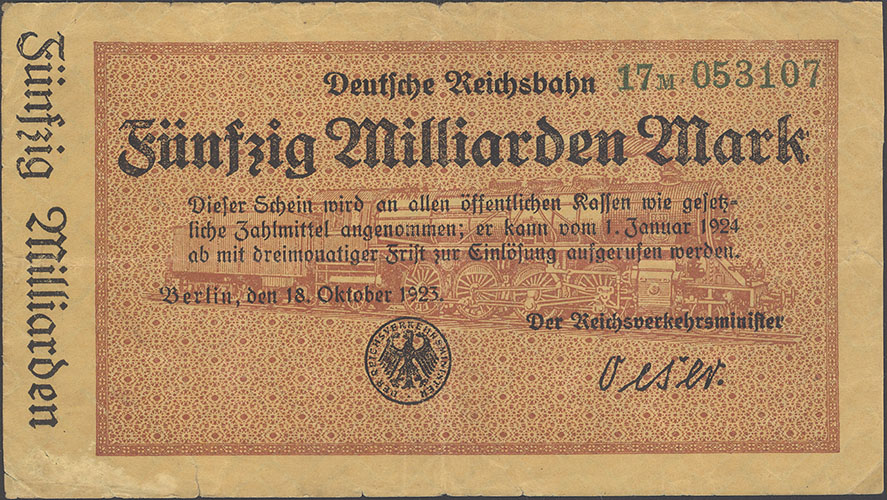 Fünfzig Milliarden
Deutsche Reichsbahn 17M 053107
Fünfzig Milliarden Mark
Dieser Schein wird an allen öffentlichen Kassen wie gesetz-
liche Zahlmittel angenommen; er kann vom 1. Januar 1924
ab mit dreimonatiger Frist zur Einlösung aufgerufen werden.
Berlin, den 18. Oktober 1923.
Der Reichsverkehrsminister
DER REICHSVERKEHRSMINISTER
Oeser.